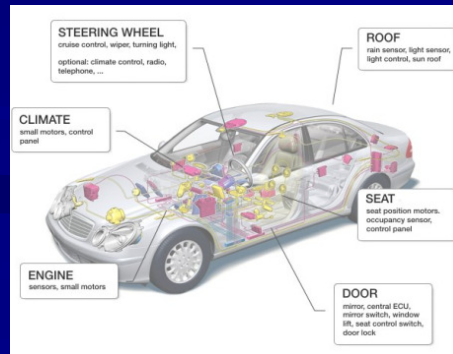 STEERING WHEEL
cruise control, wiper, turning light,
optional: climate control, radio,
telephone, ...
ROOF
rain sensor, light sensor,
light control, sun roof
CLIMATE
small motors, control
panel
SEAT
seat position motors.
occupancy sensor,
control panel
ENGINE
sensors, small motors
DOOR
mirror, central ECU,
mirror switch, window
lift, seat control switch,
door lock